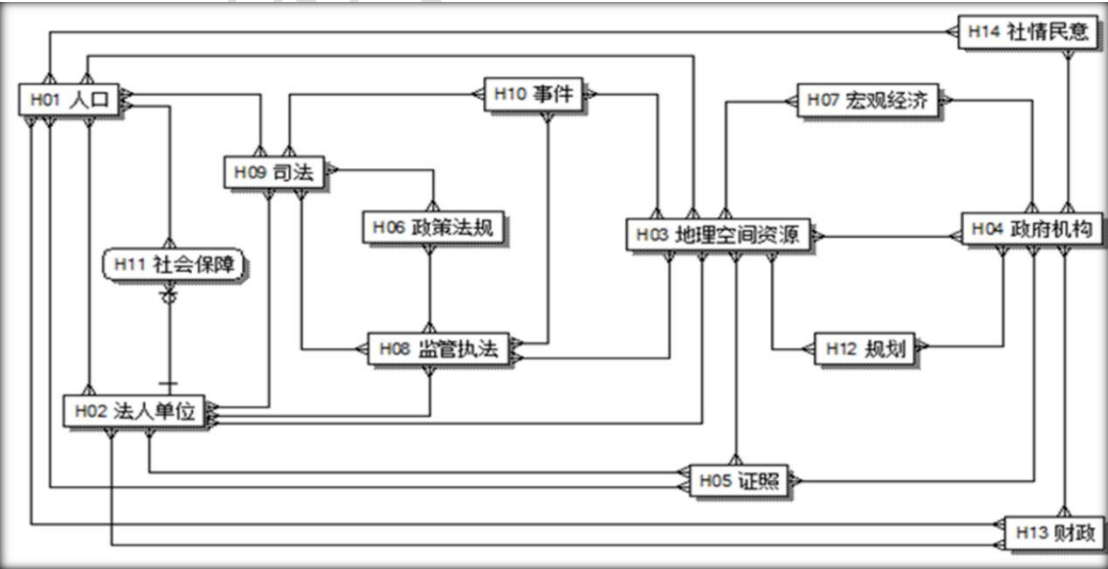 H14 社情民意
H01 人口
H10 事件
H07 宏观经济
H09 司法
H06 政策法规
H03 地理空间资源
H04 政府机构
H11 社会保障
H08 监管执法
H12 规划
H02 法人单位
H05 证照
H13 财政